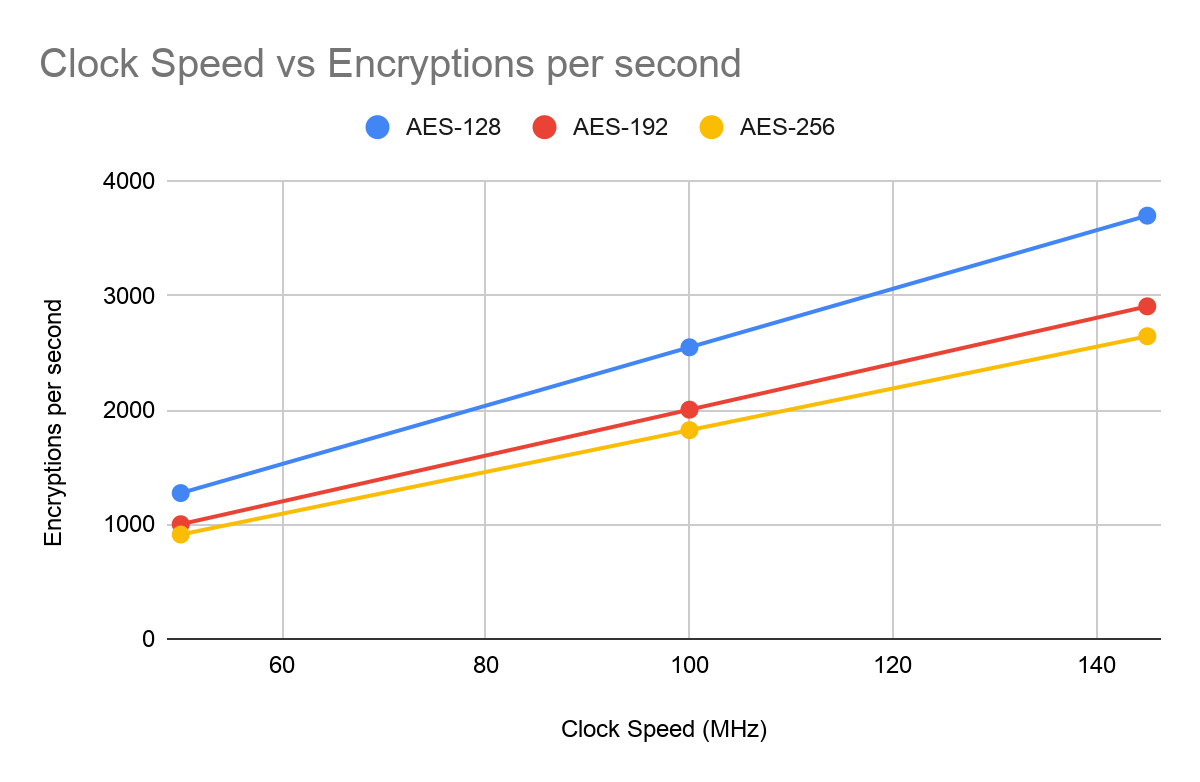 Clock Speed vs Encryptions per second
AES-128 AES-192 AES-256
4000
3000
2000
1000
0
Encryptions per second
60 80 100 120 140
Clock Speed (MHz)